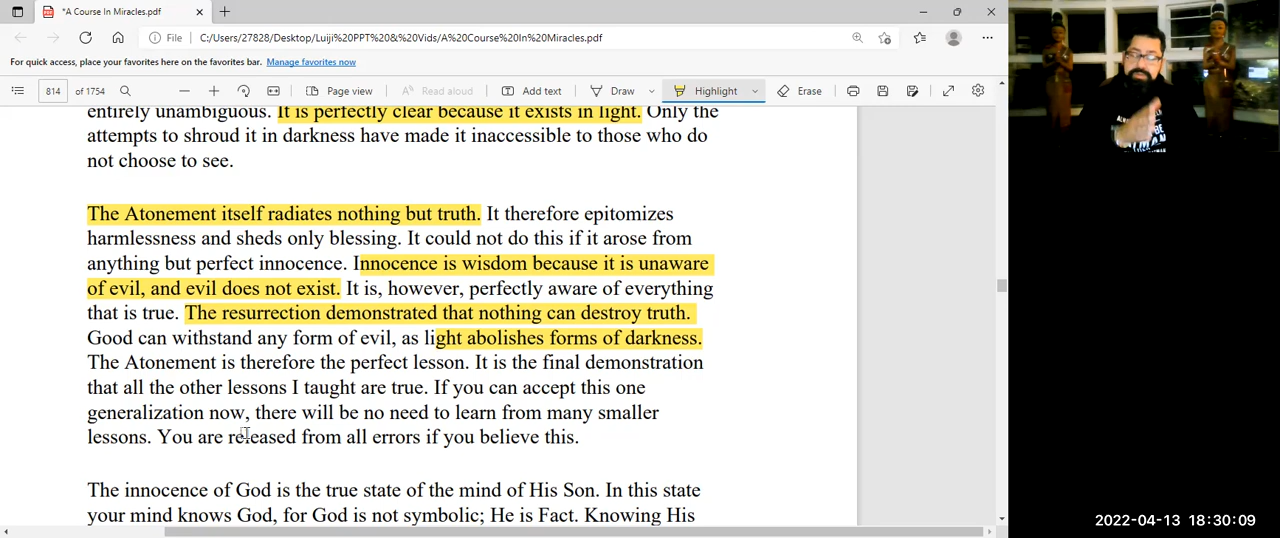 *A Course In Miracles.pdf
File
C:/Users/27828/Desktop/Luiji%20PPT%20&%20Vids/A%20Course%20In%20Miracles.pdf
For quick access, place your favorites here on the favorites bar. Manage favorites now
814 of 1754
Page view
Read aloud
Add text
Draw
Highlight
Erase
entirely unambiguous. It is perfectly clear because it exists in light. Only the
attempts to shroud it in darkness have made it inaccessible to those who do
not choose to see.
The Atonement itself radiates nothing but truth. It therefore epitomizes
harmlessness and sheds only blessing. It could not do this if it arose from
anything but perfect innocence. Innocence is wisdom because it is unaware
of evil, and evil does not exist. It is, however, perfectly aware of everything
that is true. The resurrection demonstrated that nothing can destroy truth.
Good can withstand any form of evil, as light abolishes forms of darkness.
The Atonement is therefore the perfect lesson. It is the final demonstration
that all the other lessons I taught are true. If you can accept this one
generalization now, there will be no need to learn from many smaller
lessons. You are released from all errors if you believe this.
The innocence of God is the true state of the mind of His Son. In this state
your mind knows God, for God is not symbolic; He is Fact. Knowing His
2022-04-13 18:30:09